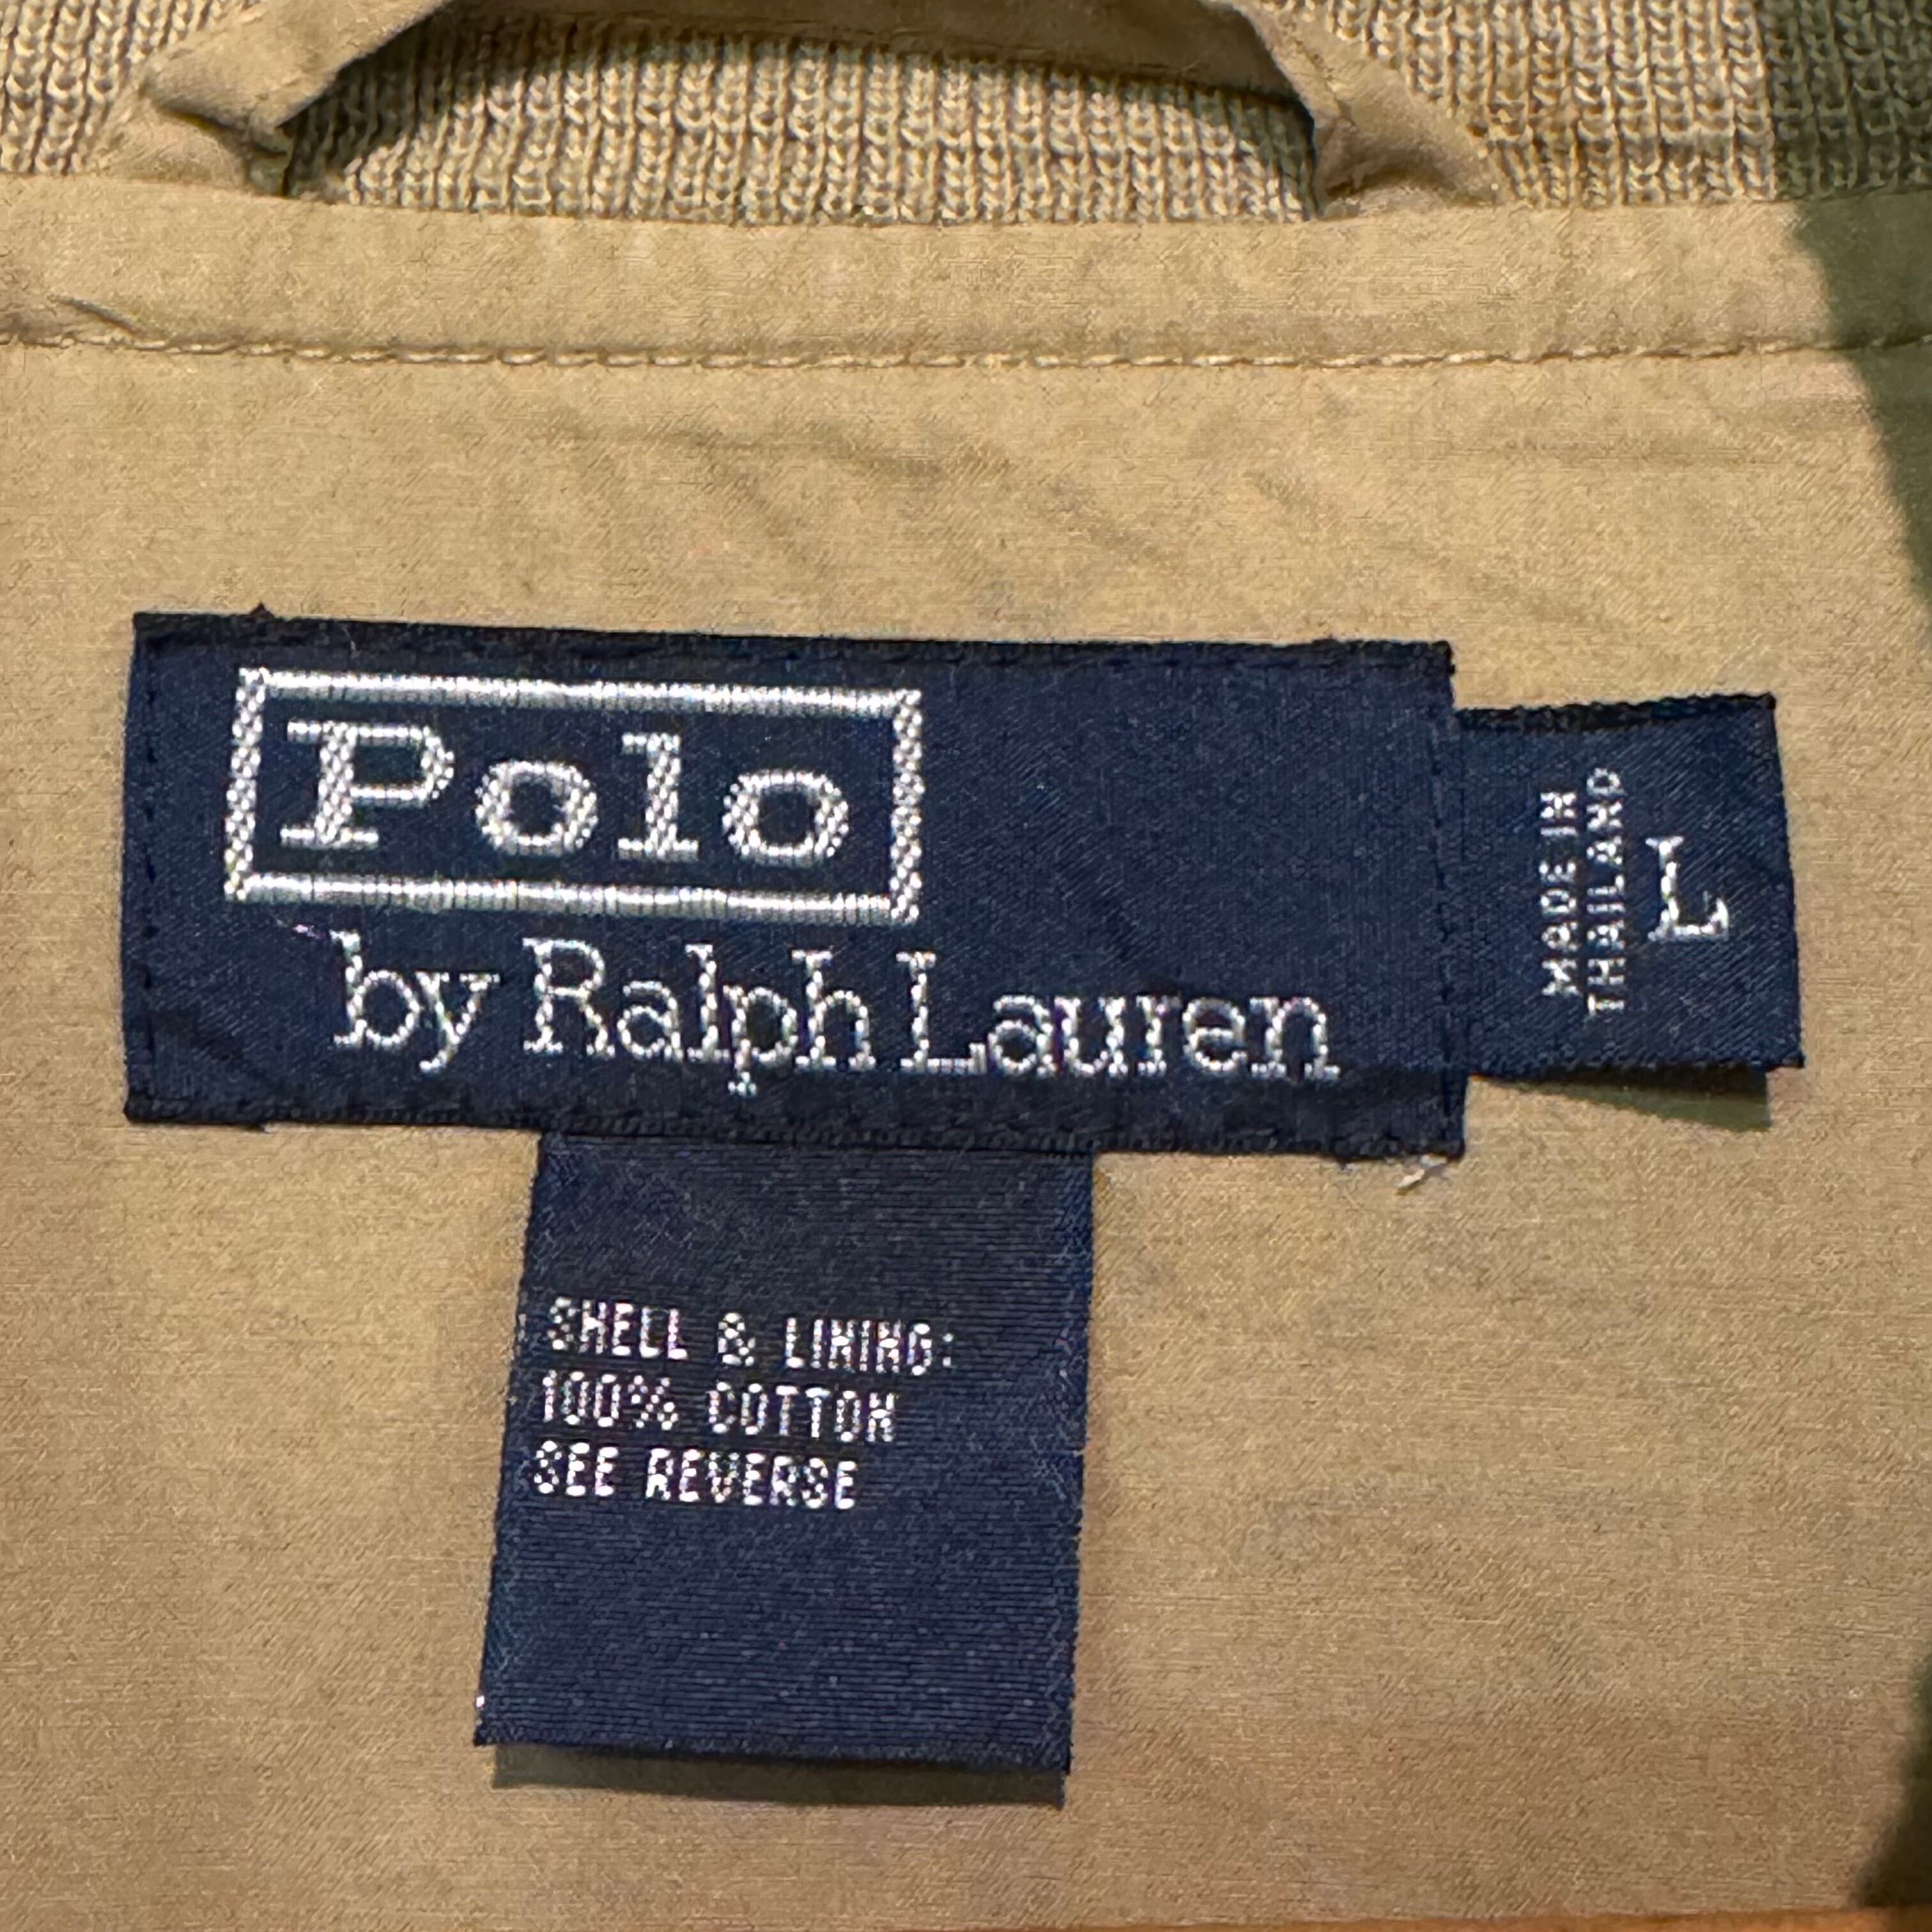 Polo
by Ralph Lauren
MADE IN
THAILAND
L
SHELL & LINING:
100% COTTON
SEE REVERSE